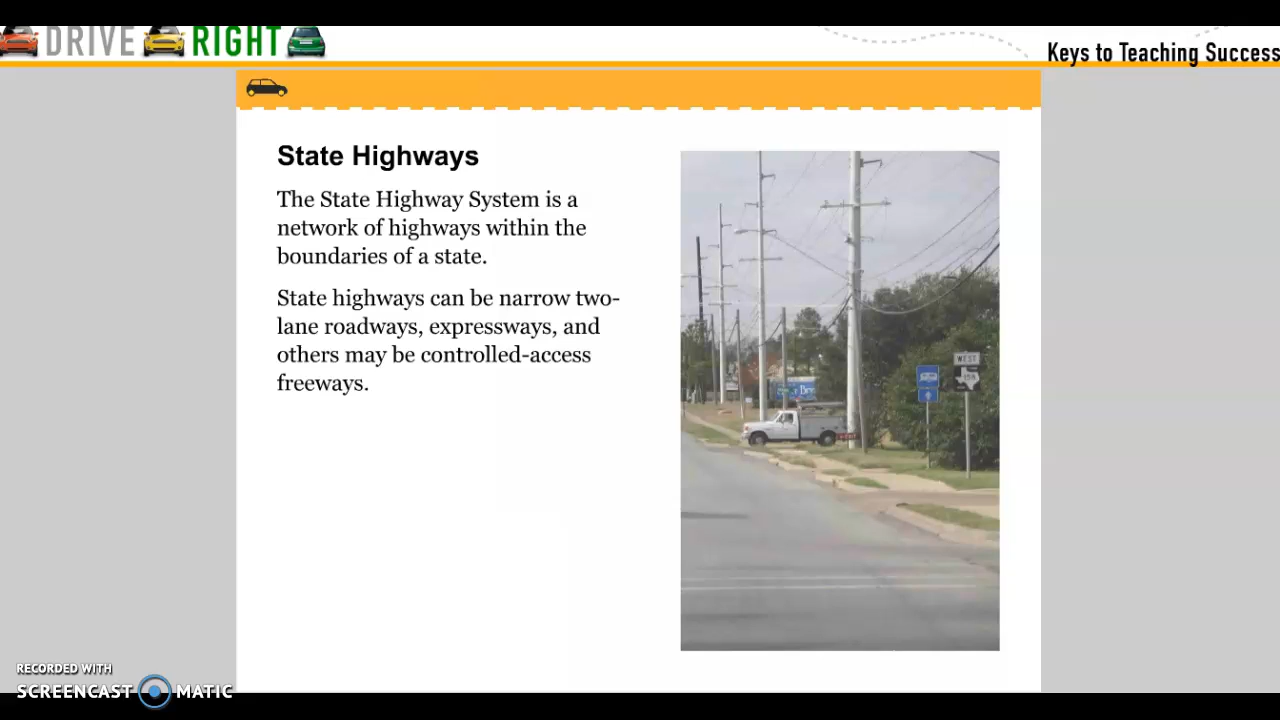 DRIVE RIGHT
Keys to Teaching Success
State Highways
The State Highway System is a
network of highways within the
boundaries of a state.
State highways can be narrow two-
lane roadways, expressways, and
others may be controlled-access
freeways.
WEST
RECORDED WITH
SCREENCAST MATIC